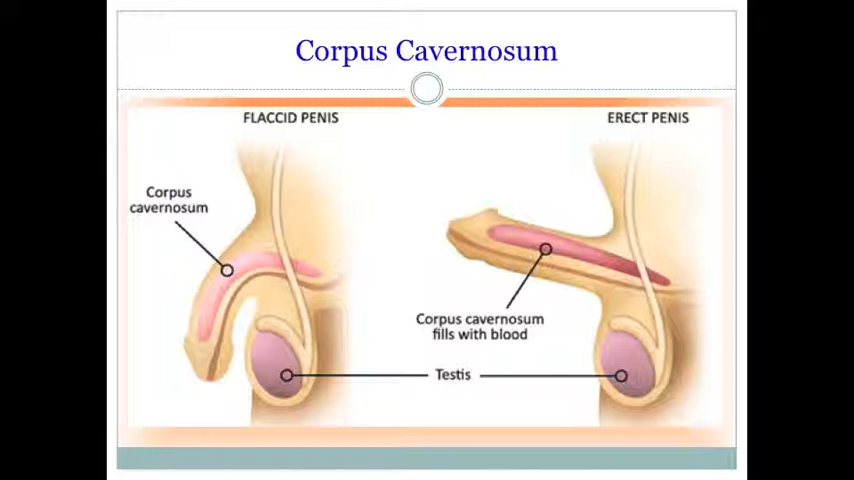 Corpus Cavernosum
FLACCID PENIS
ERECT PENIS
Corpus
cavernosum
Corpus cavernosum
fills with blood
Testis